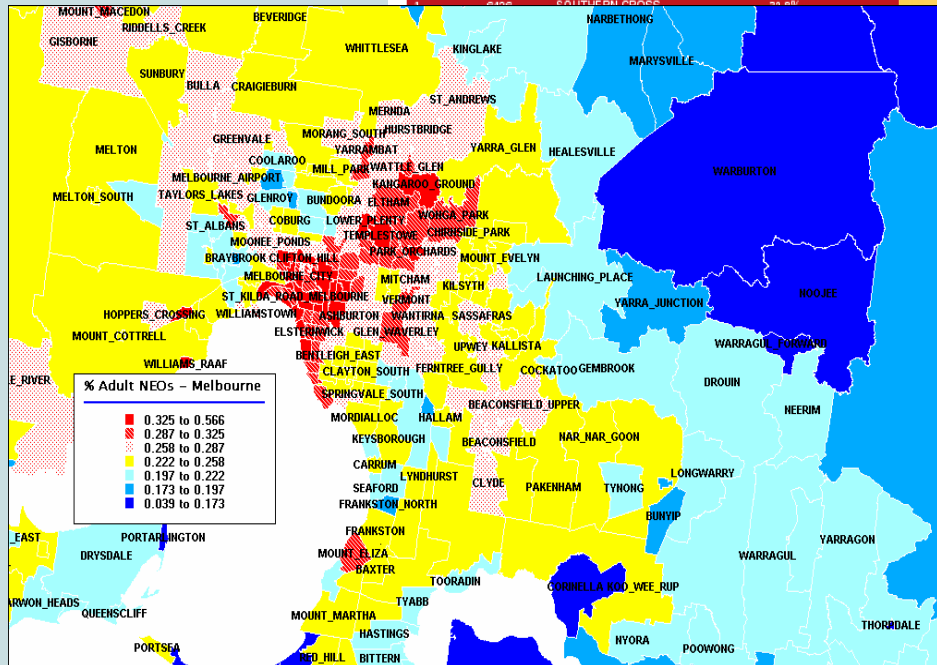 SOUTHERN CROSS
MOUNT_MACEDON
BEVERIDGE
NARBETHONG
RIDDELLS_CREEK
GISBORNE
WHITTLESEA
KINGLAKE
MARYSVILLE
SUNBURY
BULLA
CRAIGIEBURN
ST_ANDREWS
MERNDA
MORANG_SOUTH
HURSTBRIDGE
GREENVALE
YARRAMBAT
YARRA_GLEN
MELTON
COOLAROO
HEALESVILLE
MILL_PARK
WATTLE_GLEN
WARBURTON
MELBOURNE_AIRPORT
KANGAROO_GROUND
MELTON_SOUTH
TAYLORS_LAKES
GLENROY
BUNDOORA
ELTHAM
COBURG
LOWER_PLENTY
WONGA_PARK
ST_ALBANS
TEMPLESTOWE
CHIRNSIDE_PARK
MOONEE_PONDS
PARK_ORCHARDS
BRAYBROOK
CLIFTON_HILL
MOUNT_EVELYN
MELBOURNE_CITY
MITCHAM
KILSYTH
LAUNCHING_PLACE
ST_KILDA_ROAD_MELBOURNE
VERMONT
NOOJEE
YARRA_JUNCTION
HOPPERS_CROSSING
WILLIAMSTOWN
ASHBURTON
WANTIRNA
SASSAFRAS
MOUNT_COTTRELL
ELSTERNWICK
GLEN_WAVERLEY
UPWEY
KALLISTA
WARRAGUL_FORWARD
BENTLEIGH_EAST
WILLIAMS_RAAF
CLAYTON_SOUTH
FERNTREE_GULLY
COCKATOO
GEMBROOK
E_RIVER
DROUIN
% Adult NEOs – Melbourne
SPRINGVALE_SOUTH
BEACONSFIELD_UPPER
NEERIM
MORDIALLOC
HALLAM
0.325 to 0.566
0.287 to 0.325
0.258 to 0.287
0.222 to 0.258
0.197 to 0.222
0.173 to 0.197
0.039 to 0.173
KEYSBOROUGH
BEACONSFIELD
NAR_NAR_GOON
CARRUM
LYNDHURST
LONGWARRY
SEAFORD
CLYDE
PAKENHAM
TYNONG
FRANKSTON_NORTH
BUNYIP
_EAST
PORTARLINGTON
FRANKSTON
YARRAGON
DRYSDALE
MOUNT_ELIZA
WARRAGUL
BAXTER
TOORADIN
CORNELLA
KOO_WEE_RUP
ARWON_HEADS
QUEENSCLIFF
TYABB
MOUNT_MARTHA
THORPDALE
HASTINGS
NYORA
PORTSEA
RED_HILL
BITTERN
POOWONG